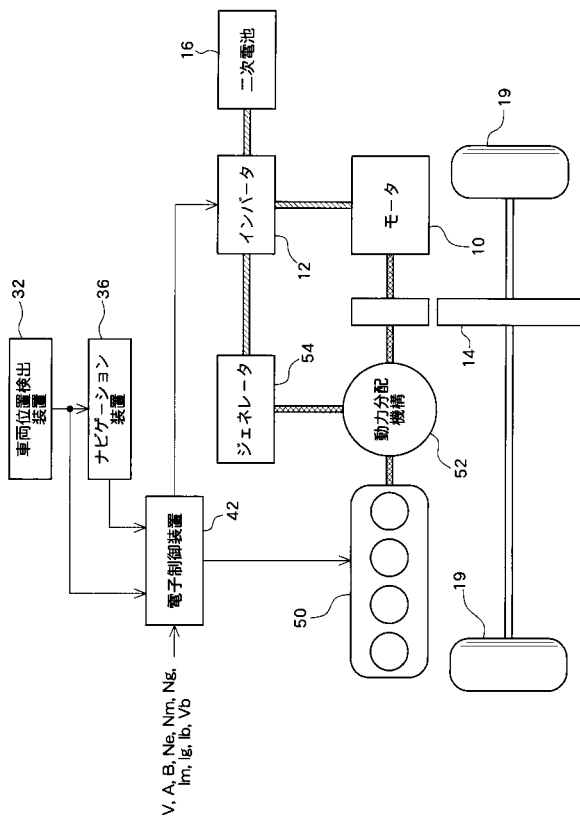 32
車両位置検出
装置
36
ナビゲーション
装置
電子制御装置
42
V, A, B, Ne, Nm, Ng,
Im, Ig, Ib, Vb
16
二次電池
インバータ
12
ジェネレータ
54
モータ
10
動力分配
機構
52
50
14
19
19